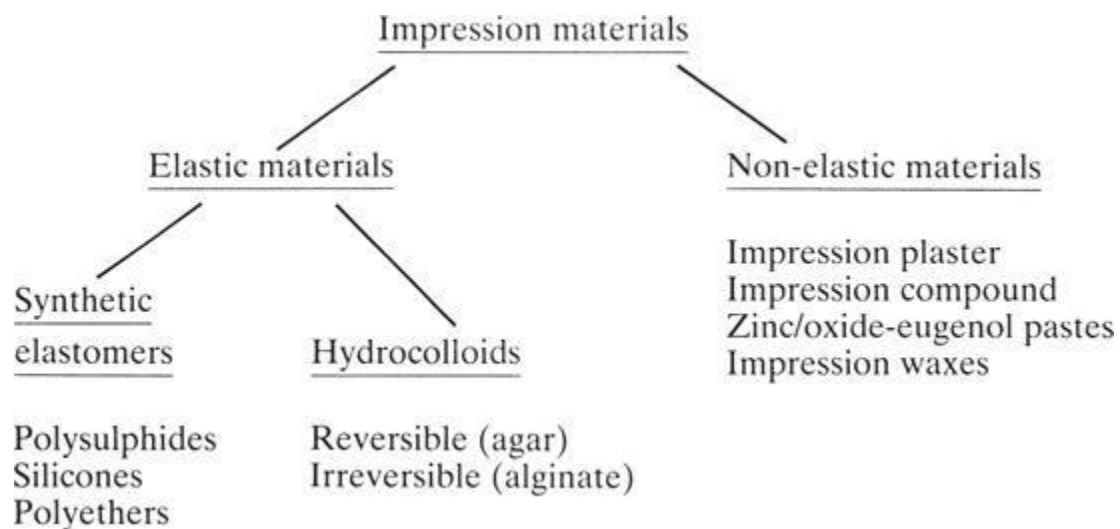 Impression materials
Elastic materials
Non-elastic materials
Synthetic
elastomers
Hydrocolloids
Impression plaster
Impression compound
Zinc/oxide-eugenol pastes
Impression waxes
Polysulphides
Silicones
Polyethers
Reversible (agar)
Irreversible (alginate)